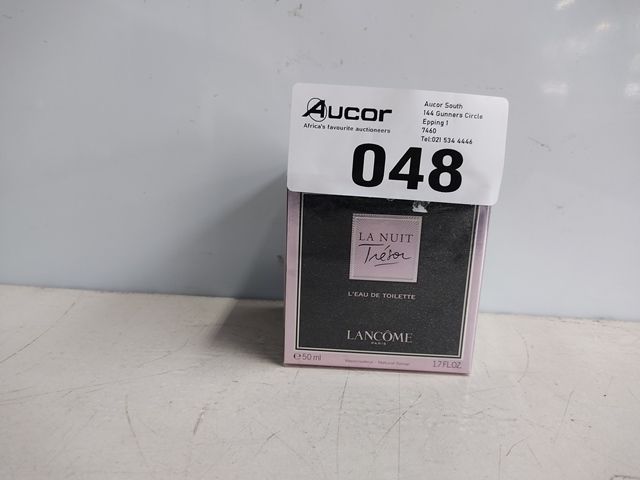 Aucor
Africa's favourite auctioneers
Aucor South
144 Gunners Circle
Epping 1
7460
Tel:021 534 4446
048
LA NUIT
Trésor
L'EAU DE TOILETTE
LANCÔME
PARIS
℮50 ml
1.7 FL.OZ.